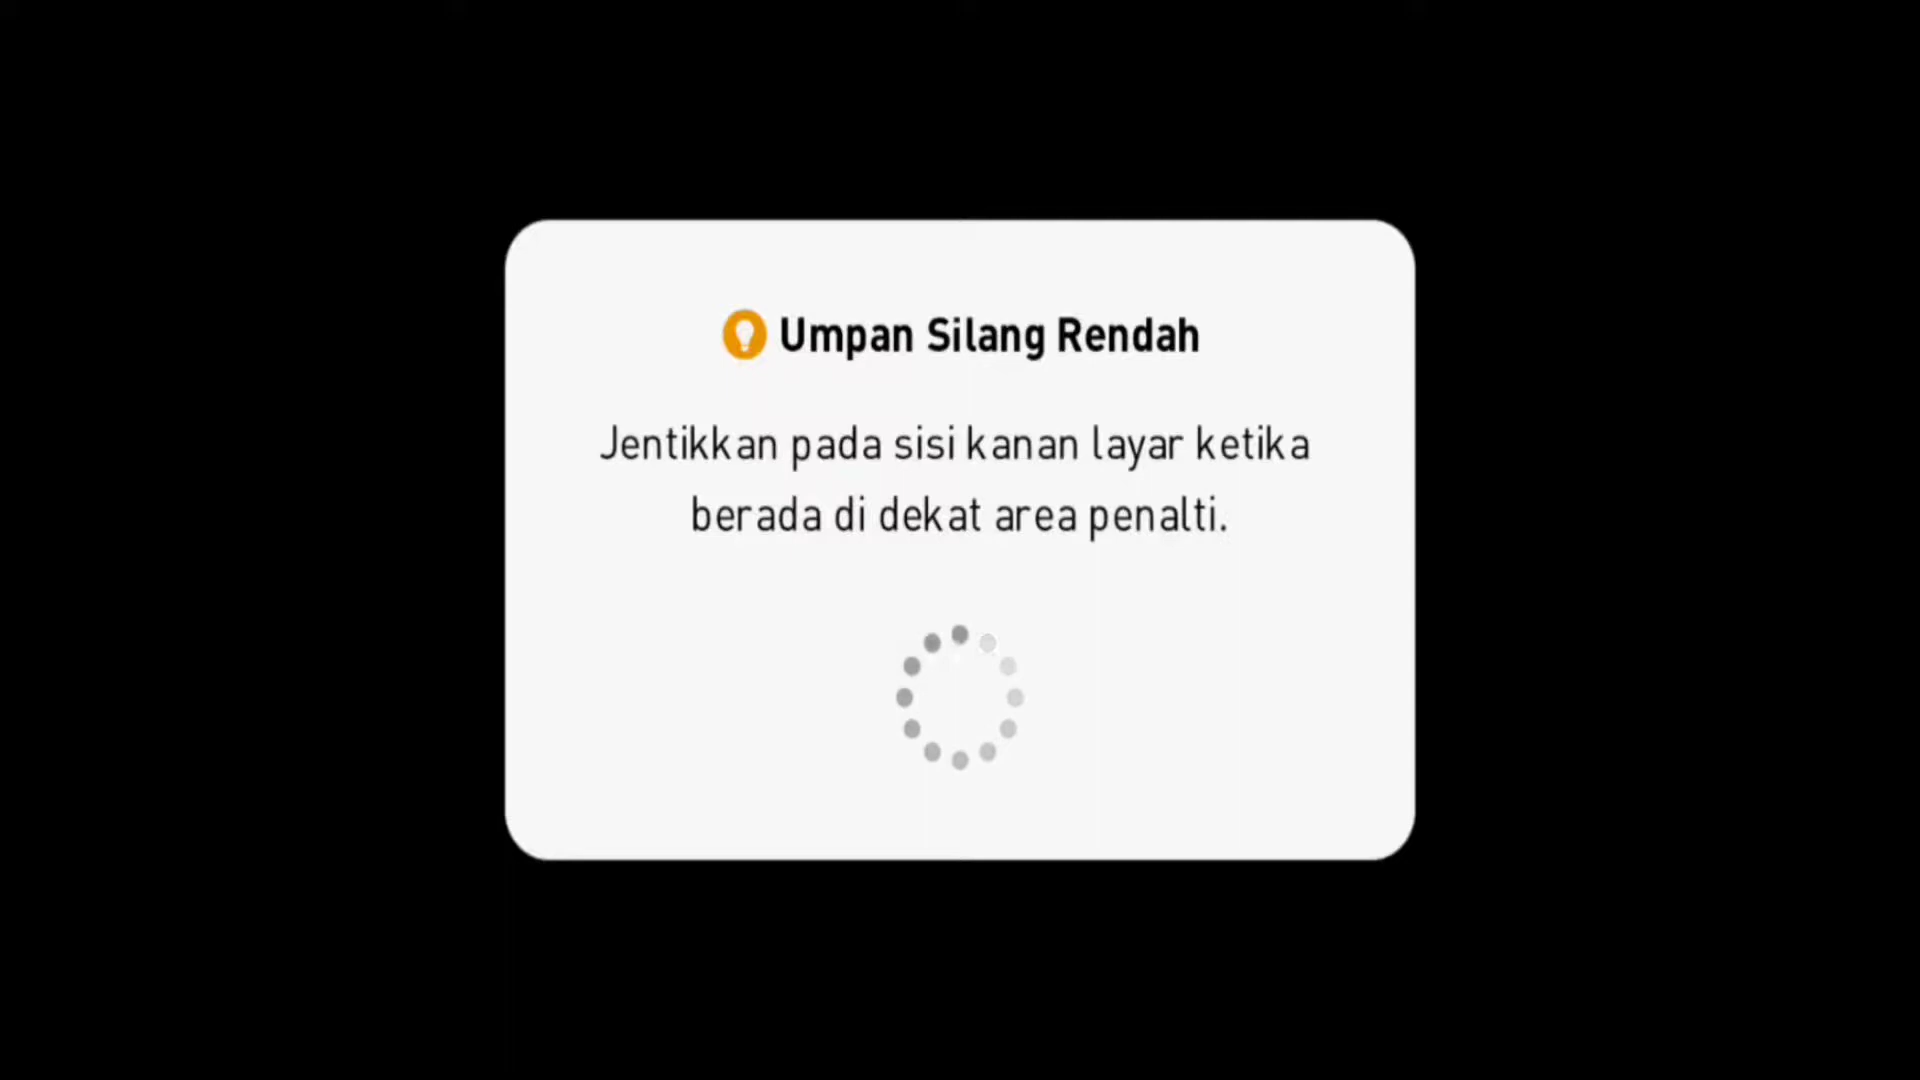 Umpan Silang Rendah
Jentikkan pada sisi kanan layar ketika
berada di dekat area penalti.